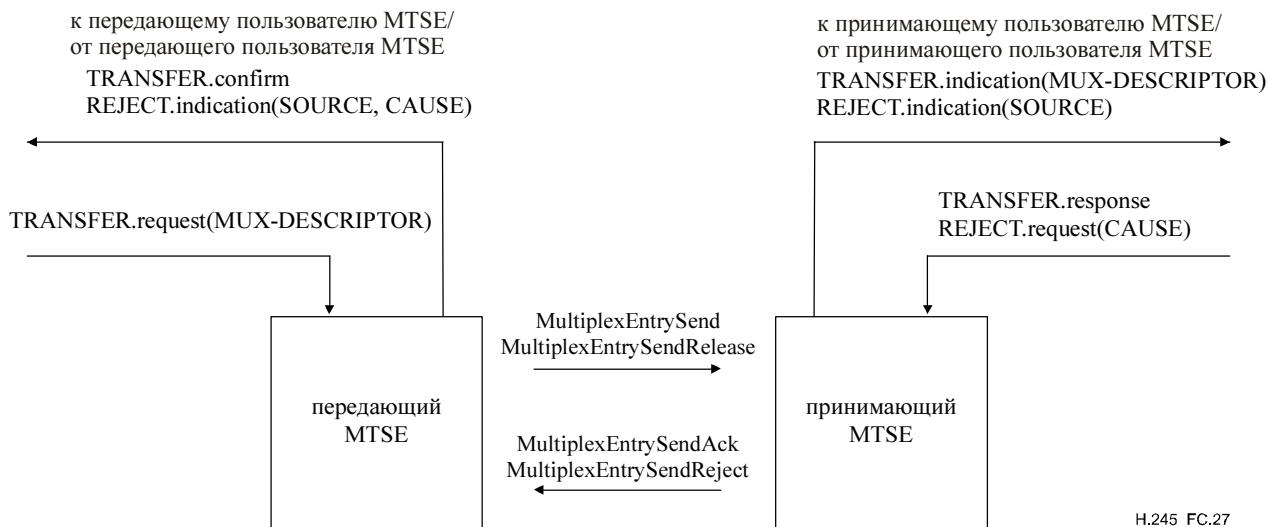 к передающему пользователю MTSE/
от передающего пользователя MTSE
TRANSFER.confirm
REJECT.indication(SOURCE, CAUSE)
к принимающему пользователю MTSE/
от принимающего пользователя MTSE
TRANSFER.indication(MUX-DESCRIPTOR)
REJECT.indication(SOURCE)
TRANSFER.request(MUX-DESCRIPTOR)
TRANSFER.response
REJECT.request(CAUSE)
MultiplexEntrySend
MultiplexEntrySendRelease
передающий
MTSE
принимающий
MTSE
MultiplexEntrySendAck
MultiplexEntrySendReject
H.245_FC.27